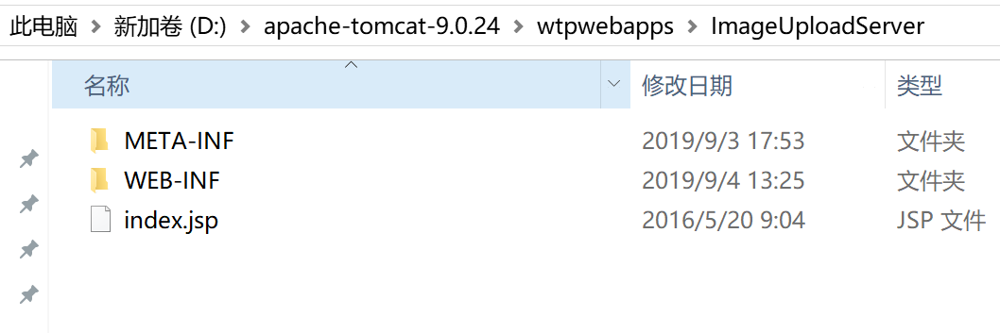 此电脑 > 新加卷 (D:) > apache-tomcat-9.0.24 > wtpwebapps > ImageUploadServer
名称 修改日期 类型
META-INF 2019/9/3 17:53 文件夹
WEB-INF 2019/9/4 13:25 文件夹
index.jsp 2016/5/20 9:04 JSP 文件